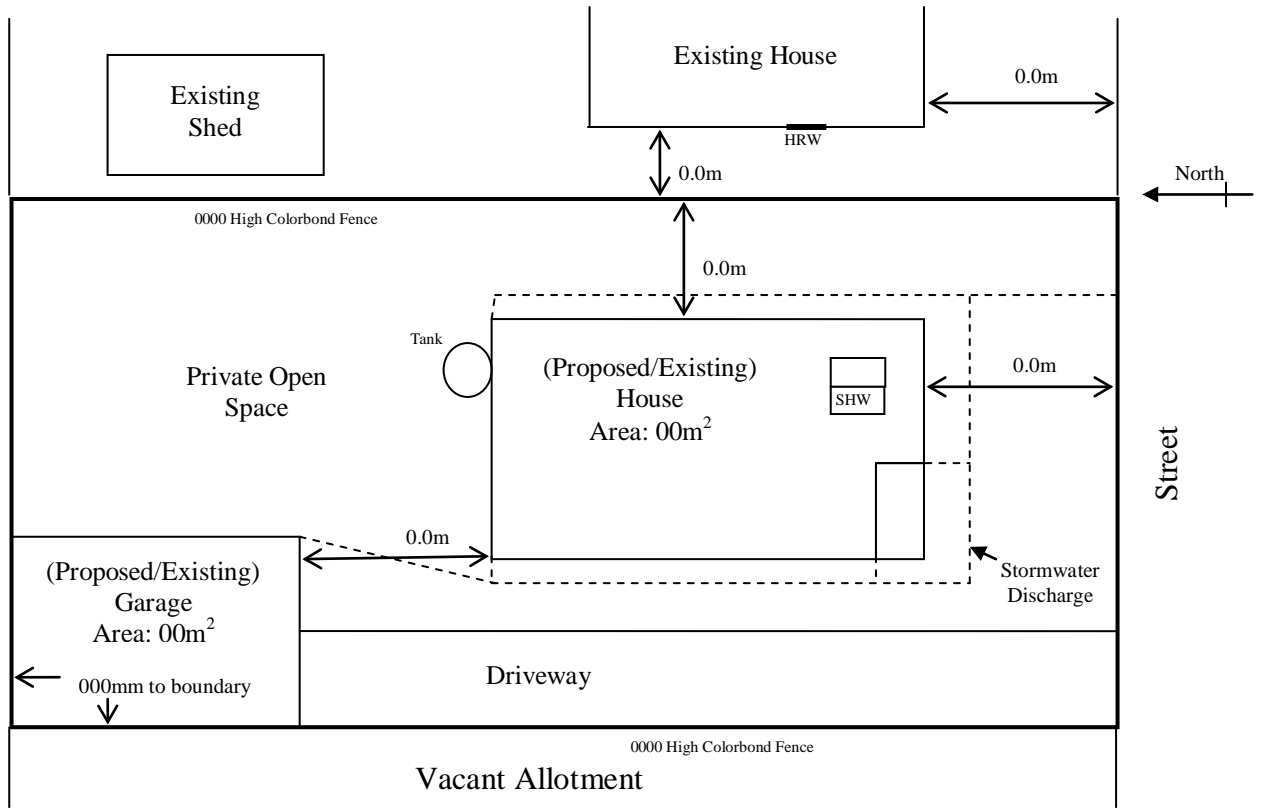 Existing House
0.0m
Existing
Shed
HRW
0.0m
North
0000 High Colorbond Fence
0.0m
Tank
(Proposed/Existing)
House
Area: 00m²
0.0m
Private Open
Space
SHW
Street
0.0m
(Proposed/Existing)
Garage
Area: 00m²
Stormwater
Discharge
000mm to boundary
Driveway
0000 High Colorbond Fence
Vacant Allotment